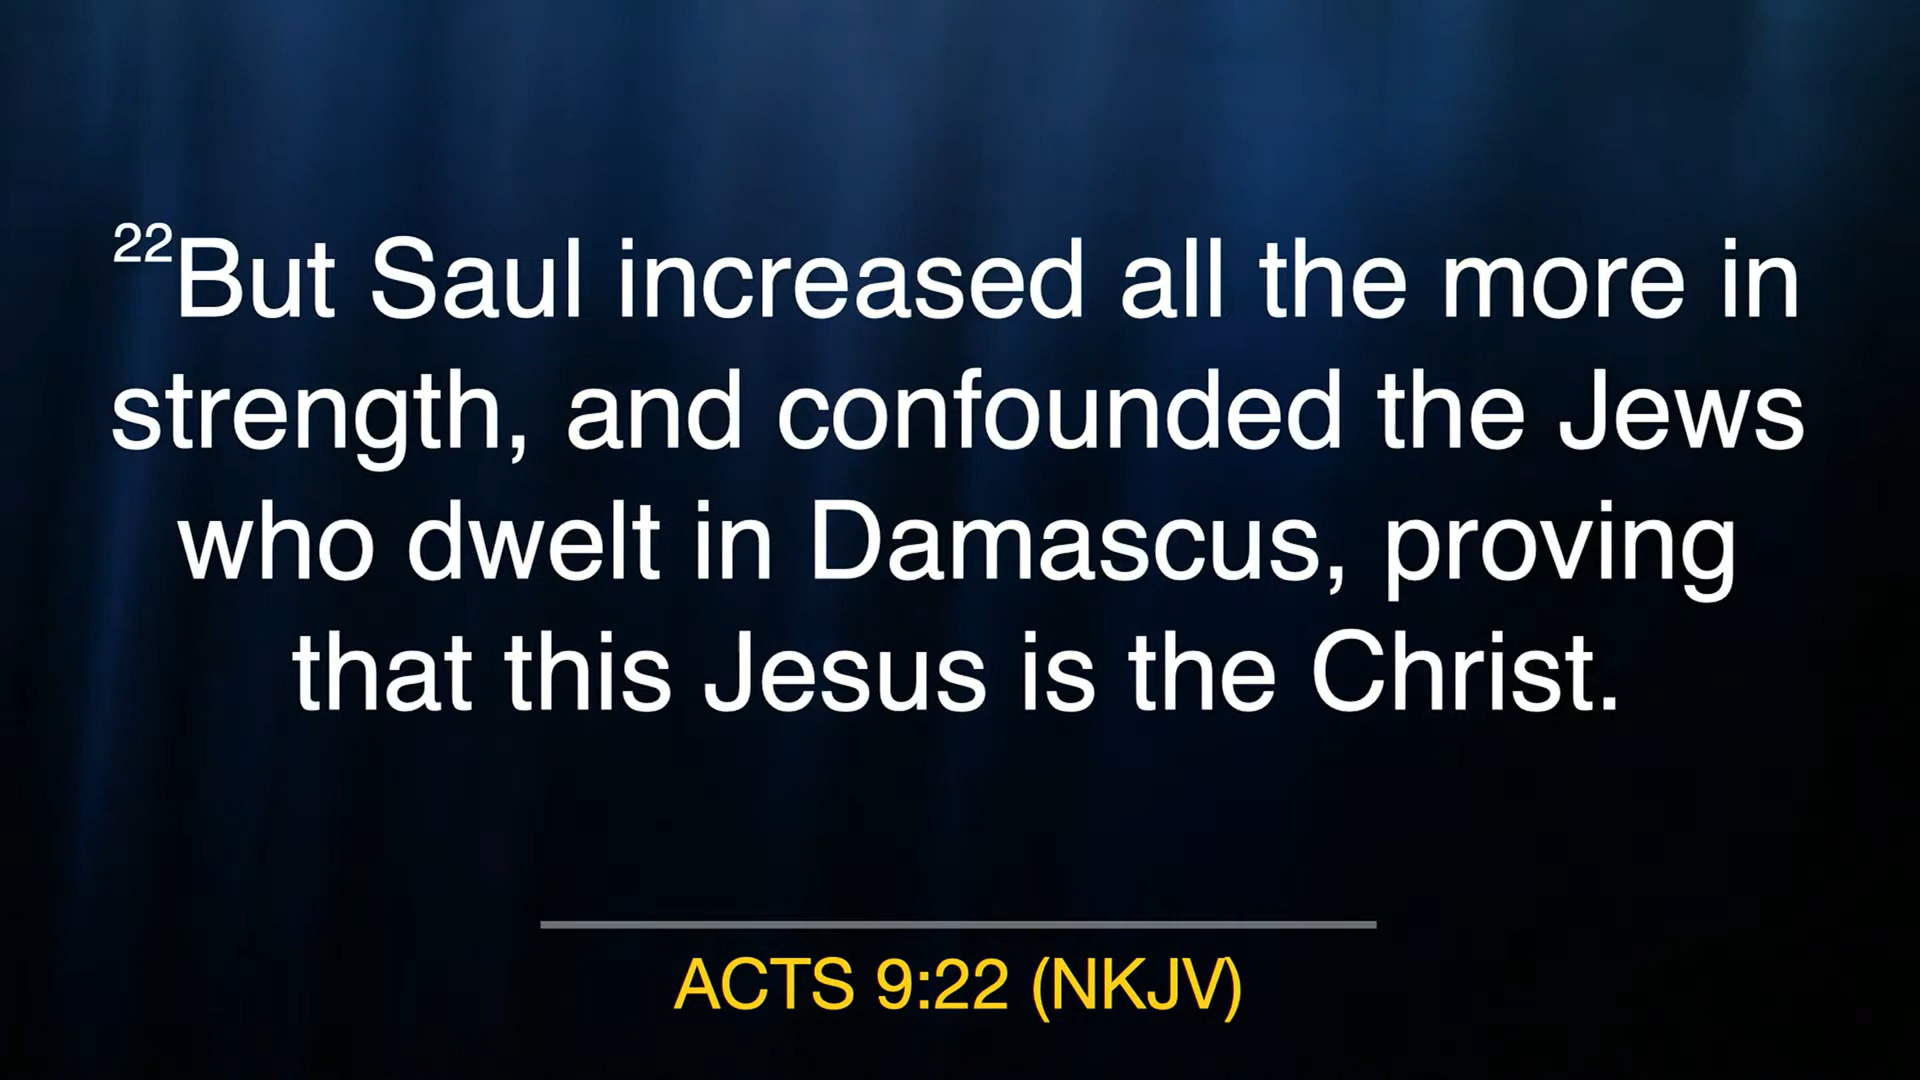 22But Saul increased all the more in
strength, and confounded the Jews
who dwelt in Damascus, proving
that this Jesus is the Christ.
ACTS 9:22 (NKJV)